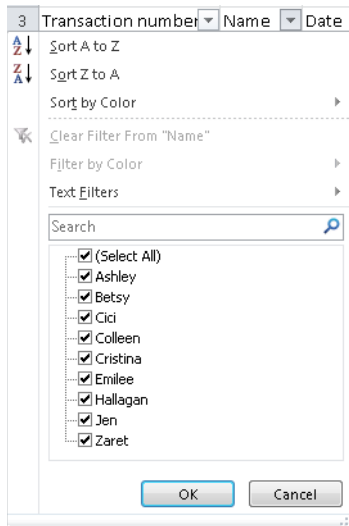 3 Transaction number Name Date
Sort A to Z
Sort Z to A
Sort by Color
Clear Filter From "Name"
Filter by Color
Text Filters
Search
(Select All)
Ashley
Betsy
Cici
Colleen
Cristina
Emilee
Hallagan
Jen
Zaret
OK Cancel